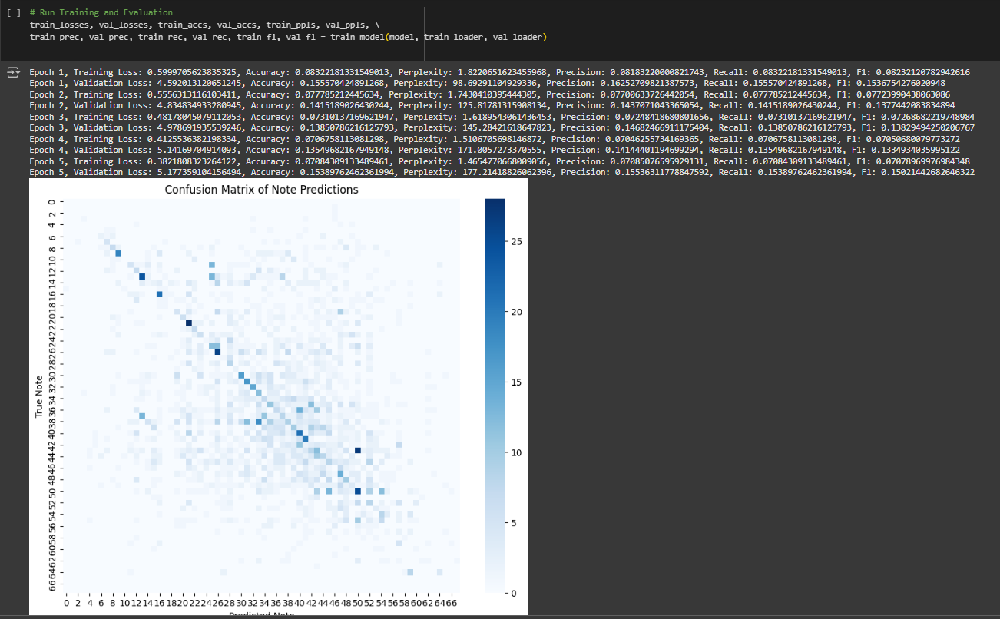 [ ] # Run Training and Evaluation
train_losses, val_losses, train_accs, val_accs, train_ppls, val_ppls, \
train_prec, val_prec, train_rec, val_rec, train_f1, val_f1 = train_model(model, train_loader, val_loader)
Epoch 1, Training Loss: 0.5999705623835325, Accuracy: 0.08322181331549013, Perplexity: 1.8220651623455968, Precision: 0.08183220000821743, Recall: 0.08322181331549013, F1: 0.08232120782942616
Epoch 1, Validation Loss: 4.592013120651245, Accuracy: 0.155570424891268, Perplexity: 98.69291104929336, Precision: 0.16252709821387573, Recall: 0.155570424891268, F1: 0.1536754276020948
Epoch 2, Training Loss: 0.5556313116103411, Accuracy: 0.077785212445634, Perplexity: 1.7430410395444305, Precision: 0.07700633726442054, Recall: 0.077785212445634, F1: 0.07723990438063086
Epoch 2, Validation Loss: 4.834834933280945, Accuracy: 0.1415189026430244, Perplexity: 125.81781315908134, Precision: 0.1437071043365054, Recall: 0.1415189026430244, F1: 0.1377442083834894
Epoch 3, Training Loss: 0.48178045079112053, Accuracy: 0.07310137169621947, Perplexity: 1.6189543061436453, Precision: 0.07248418680801656, Recall: 0.07310137169621947, F1: 0.07268682219748984
Epoch 3, Validation Loss: 4.978691935539246, Accuracy: 0.13850786216125793, Perplexity: 145.28421618647823, Precision: 0.14682466911175404, Recall: 0.13850786216125793, F1: 0.13829494250206767
Epoch 4, Training Loss: 0.4125536382198334, Accuracy: 0.0706758113081298, Perplexity: 1.5106705698146872, Precision: 0.07046255734169365, Recall: 0.0706758113081298, F1: 0.07050680079773272
Epoch 4, Validation Loss: 5.14169704914093, Accuracy: 0.13549682167949148, Perplexity: 171.0057273370555, Precision: 0.14144401194699294, Recall: 0.13549682167949148, F1: 0.1334934035995122
Epoch 5, Training Loss: 0.3821808323264122, Accuracy: 0.07084309133489461, Perplexity: 1.4654770668009056, Precision: 0.07085076595929131, Recall: 0.07084309133489461, F1: 0.07078969976984348
Epoch 5, Validation Loss: 5.177359104156494, Accuracy: 0.15389762462361994, Perplexity: 177.21418826062396, Precision: 0.15536311778847592, Recall: 0.15389762462361994, F1: 0.15021442682646322
Confusion Matrix of Note Predictions
True Note
0
2
4
6
8
10
12
14
16
18
20
22
24
26
28
30
32
34
36
38
40
42
44
46
48
50
52
54
56
58
60
62
64
66
0 2 4 6 8 10 12 14 16 18 20 22 24 26 28 30 32 34 36 38 40 42 44 46 48 50 52 54 56 58 60 62 64 66
Predicted Note
25
20
15
10
5
0